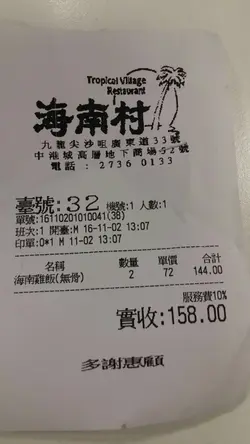 Tropical Village
Restaurant
海南村
九龍尖沙咀廣東道33號
中港城高層地下商場52號
電話：2736 0133
臺號:32 機號:1 人數:1
單號:16110201010041(38)
班次:1 開臺:M 16-11-02 13:07
印單:0*1 M 11-02 13:07
名稱 數量 單價 合計
海南雞飯(無骨) 2 72 144.00
服務費10%
實收:158.00
多謝惠顧